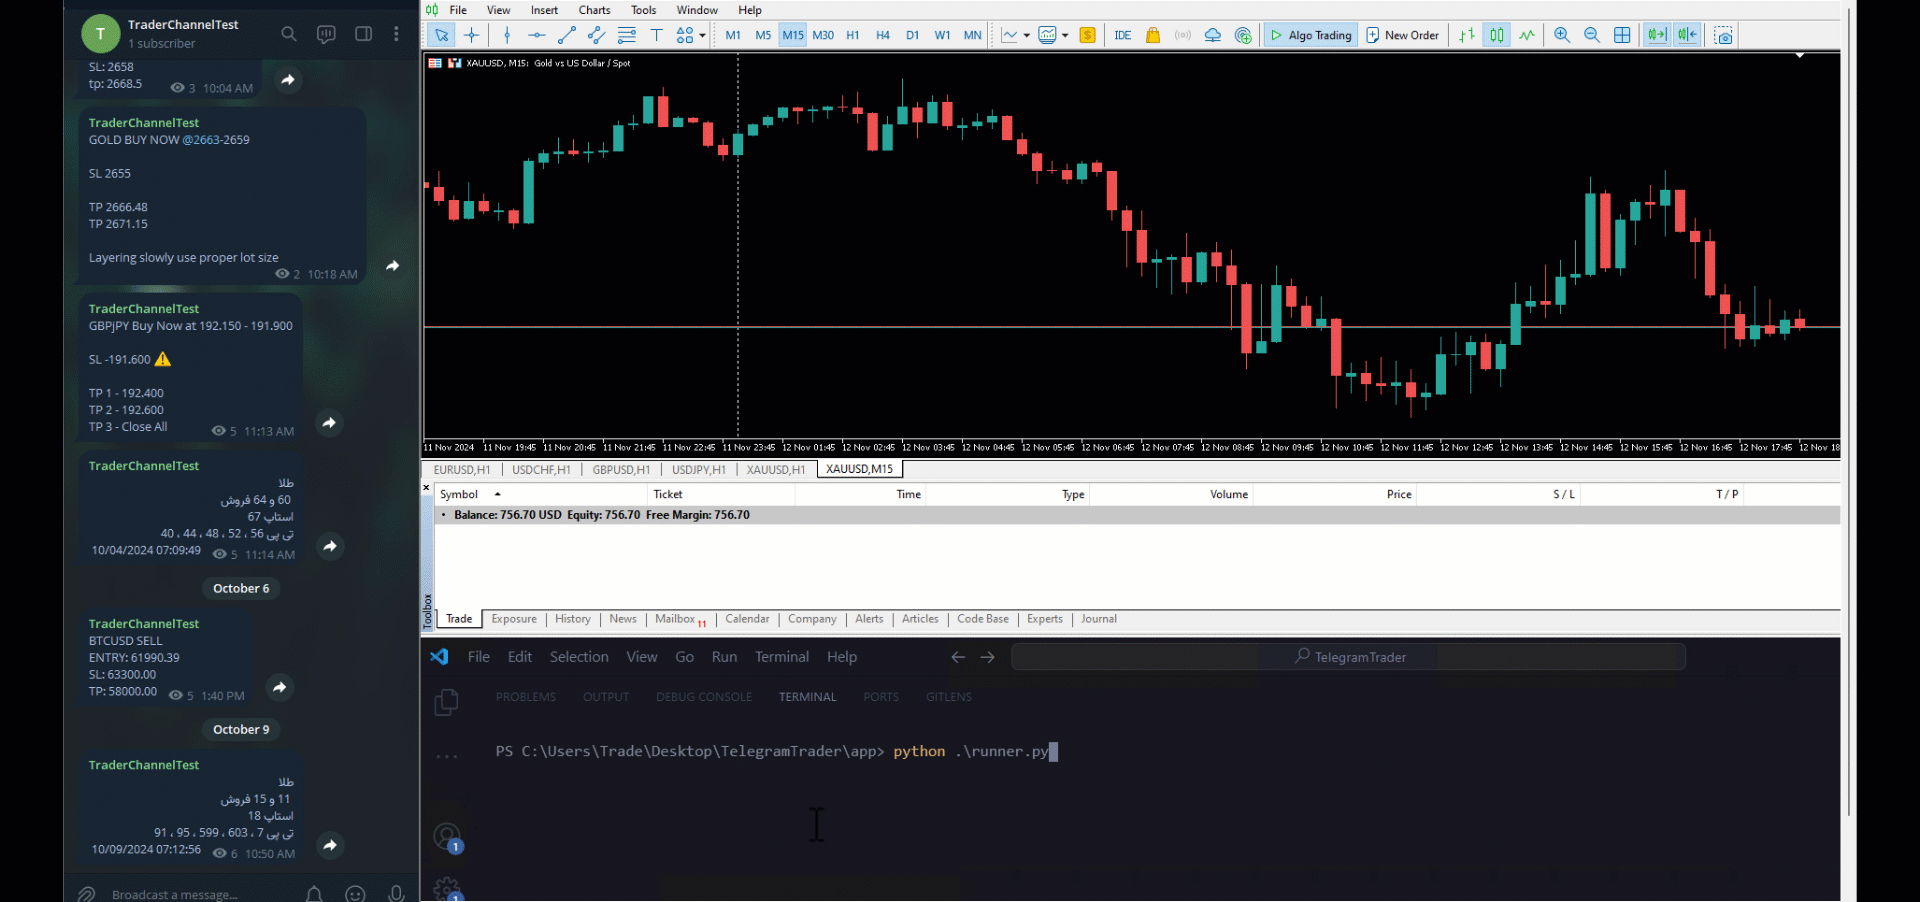 T
TraderChannelTest
1 subscriber
SL: 2658
tp: 2668.5
3 10:04 AM
TraderChannelTest
GOLD BUY NOW @2663-2659
SL 2655
TP 2666.48
TP 2671.15
Layering slowly use proper lot size
2 10:18 AM
TraderChannelTest
GBPjPY Buy Now at 192.150 - 191.900
SL -191.600 ⚠️
TP 1 - 192.400
TP 2 - 192.600
TP 3 - Close All
5 11:13 AM
TraderChannelTest
طلا
60 و 64 فروش
استاپ 67
تی پی 56 ، 52 ، 48 ، 44 ، 40
10/04/2024 07:09:49
5 11:14 AM
October 6
TraderChannelTest
BTCUSD SELL
ENTRY: 61990.39
SL: 63300.00
TP: 58000.00
5 1:40 PM
October 9
TraderChannelTest
طلا
11 و 15 فروش
استاپ 18
تی پی 7 ، 603 ، 599 ، 95 ، 91
10/09/2024 07:12:56
6 10:50 AM
Broadcast a message...
File View Insert Charts Tools Window Help
T M1 M5 M15 M30 H1 H4 D1 W1 MN $ IDE Algo Trading New Order
XAUUSD, M15: Gold vs US Dollar / Spot
11 Nov 2024 11 Nov 19:45 11 Nov 20:45 11 Nov 21:45 11 Nov 22:45 11 Nov 23:45 12 Nov 01:45 12 Nov 02:45 12 Nov 03:45 12 Nov 04:45 12 Nov 05:45 12 Nov 06:45 12 Nov 07:45 12 Nov 08:45 12 Nov 09:45 12 Nov 10:45 12 Nov 11:45 12 Nov 12:45 12 Nov 13:45 12 Nov 14:45 12 Nov 15:45 12 Nov 16:45 12 Nov 17:45 12 Nov 18
EURUSD,H1 USDCHF,H1 GBPUSD,H1 USDJPY,H1 XAUUSD,H1 XAUUSD,M15
Symbol Ticket Time Type Volume Price S / L T / P
Balance: 756.70 USD Equity: 756.70 Free Margin: 756.70
Toolbox
Trade Exposure History News Mailbox 11 Calendar Company Alerts Articles Code Base Experts Journal
File Edit Selection View Go Run Terminal Help TelegramTrader
PROBLEMS OUTPUT DEBUG CONSOLE TERMINAL PORTS GITLENS
PS C:\Users\Trade\Desktop\TelegramTrader\app> python .\runner.py
1
1